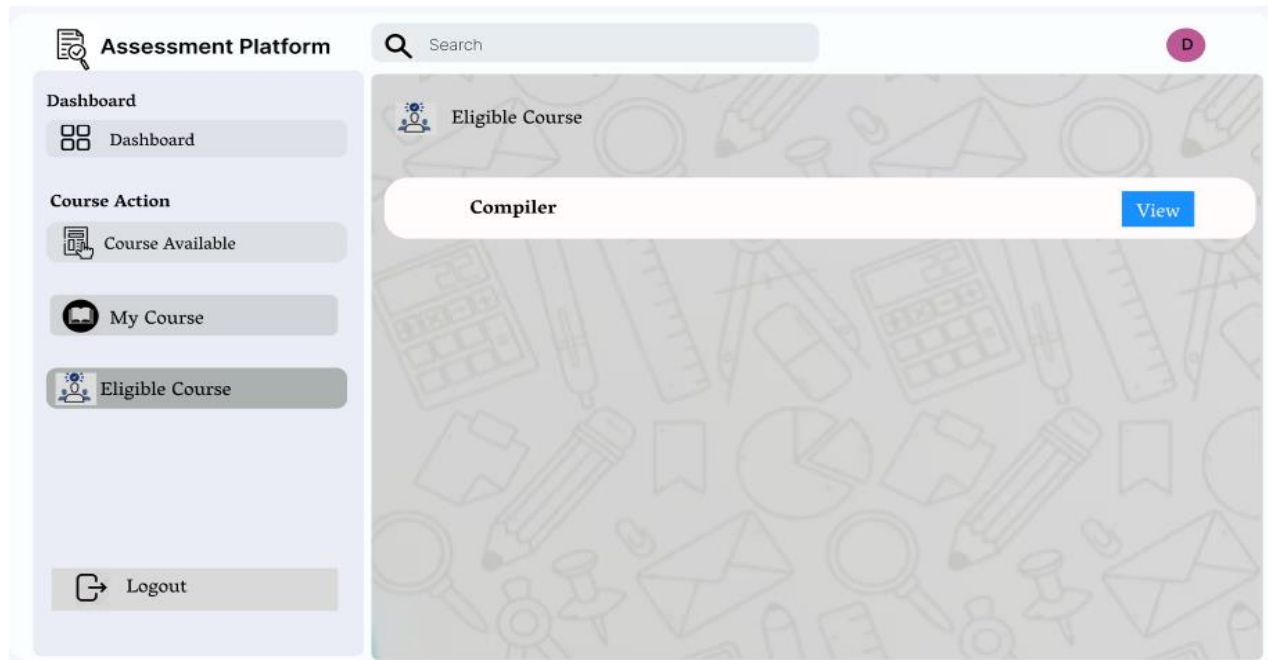 Assessment Platform
Search
D
Dashboard
Dashboard
Course Action
Course Available
My Course
Eligible Course
Logout
Eligible Course
Compiler
View